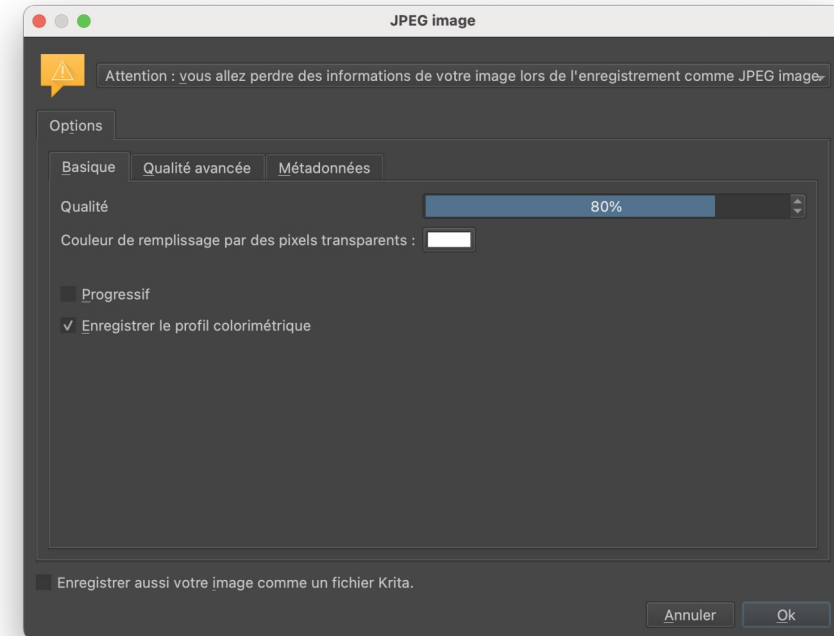 JPEG image
Attention : vous allez perdre des informations de votre image lors de l'enregistrement comme JPEG image.
Options
Basique Qualité avancée Métadonnées
Qualité 80%
Couleur de remplissage par des pixels transparents :
Progressif
Enregistrer le profil colorimétrique
Enregistrer aussi votre image comme un fichier Krita.
Annuler Ok